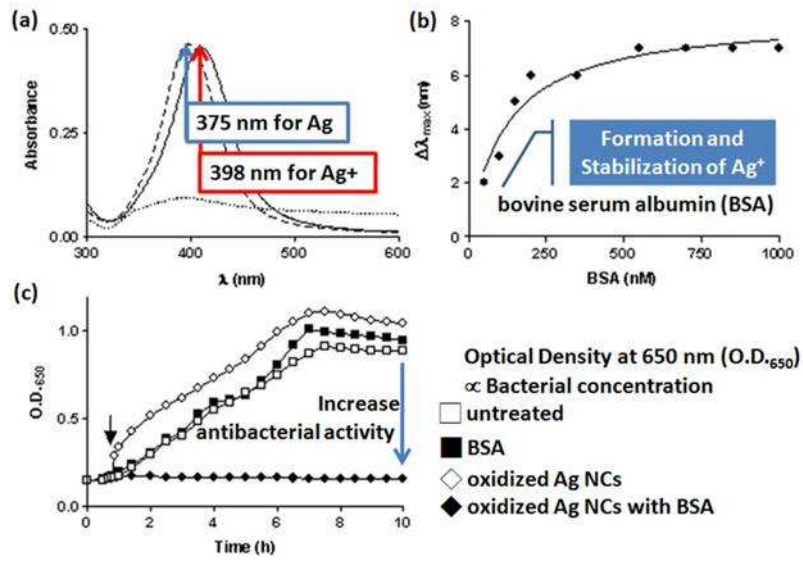 (a)
0.50
0.25
0.00
Absorbance
375 nm for Ag
398 nm for Ag+
300
400
500
600
λ (nm)
(b)
8
6
4
2
0
Δλmax(nm)
Formation and
Stabilization of Ag⁺
bovine serum albumin (BSA)
0
250
500
750
1000
BSA (nM)
(c)
1.0
0.5
0.0
O.D.650
Increase
antibacterial activity
0
2
4
6
8
10
Time (h)
Optical Density at 650 nm (O.D.650)
∝ Bacterial concentration
untreated
BSA
oxidized Ag NCs
oxidized Ag NCs with BSA